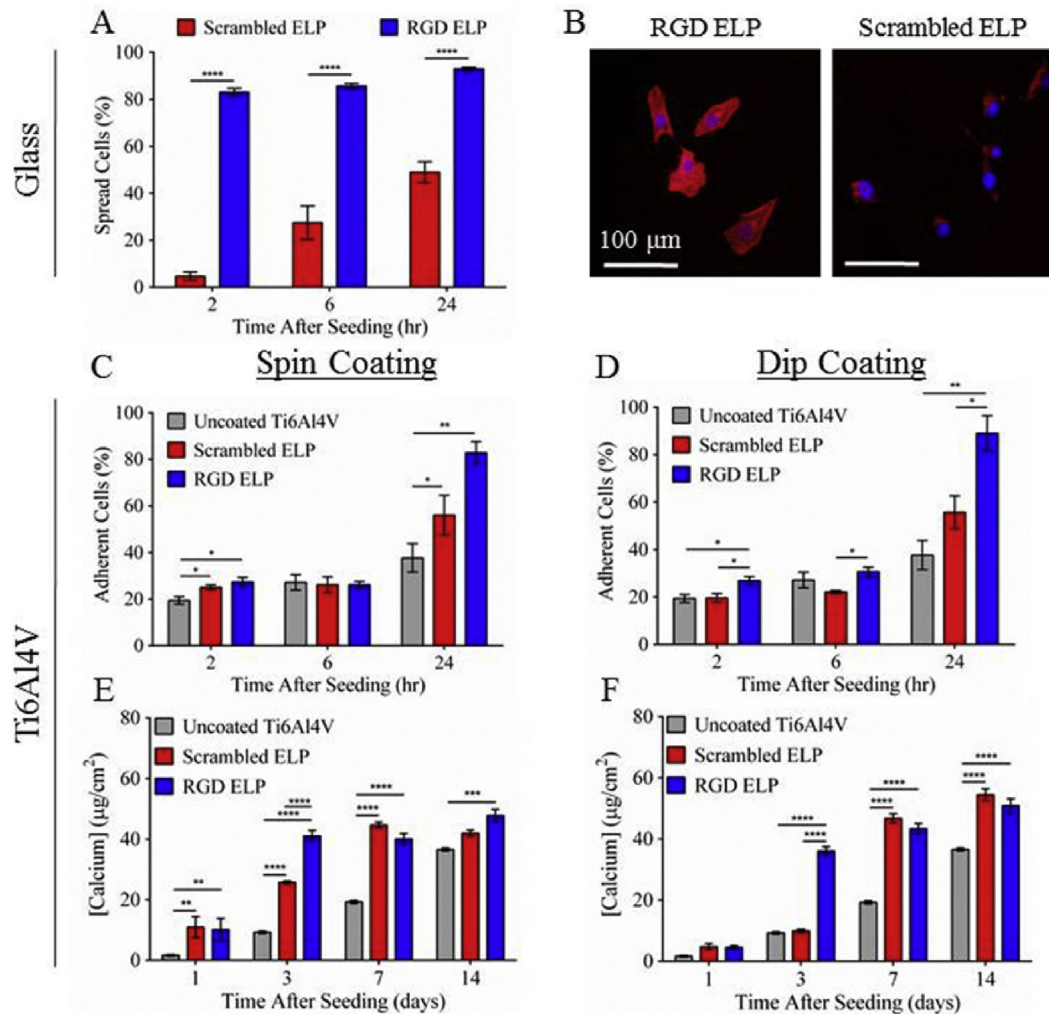 A
Scrambled ELP RGD ELP
Glass
Spread Cells (%)
100
80
60
40
20
0
**** **** ****
2 6 24
Time After Seeding (hr)
B
RGD ELP Scrambled ELP
100 μm
Ti6Al4V
C
Spin Coating
Uncoated Ti6Al4V
Scrambled ELP
RGD ELP
Adherent Cells (%)
100
80
60
40
20
0
*
*
**
*
2 6 24
Time After Seeding (hr)
D
Dip Coating
Uncoated Ti6Al4V
Scrambled ELP
RGD ELP
Adherent Cells (%)
100
80
60
40
20
0
*
*
*
**
*
2 6 24
Time After Seeding (hr)
E
Uncoated Ti6Al4V
Scrambled ELP
RGD ELP
[Calcium] (μg/cm²)
80
60
40
20
0
**
**
****
****
****
****
****
***
1 3 7 14
Time After Seeding (days)
F
Uncoated Ti6Al4V
Scrambled ELP
RGD ELP
[Calcium] (μg/cm²)
80
60
40
20
0
****
****
****
****
****
****
1 3 7 14
Time After Seeding (days)